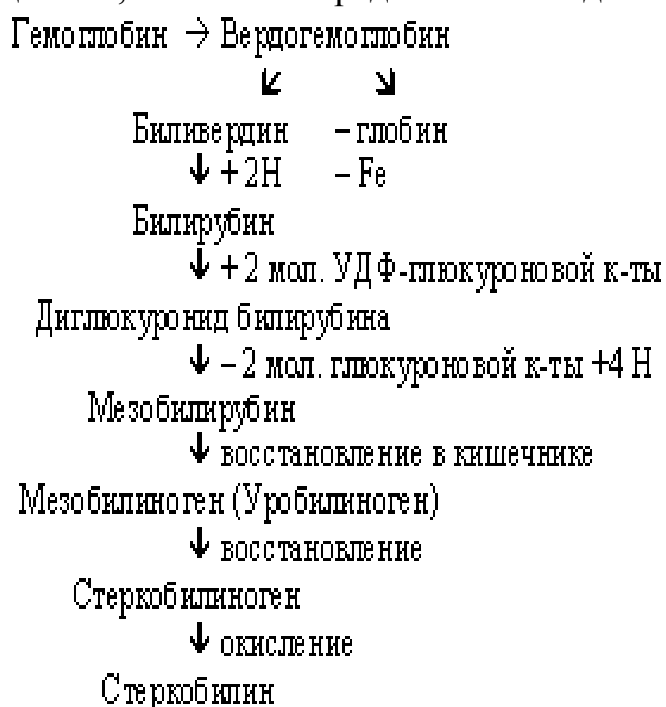 Гемоглобин → Вердогемоглобин
↙ ↘
Биливердин – глобин
↓ + 2H – Fe
Билирубин
↓ + 2 мол. УДФ-глюкуроновой к-ты
Диглюкуронид билирубина
↓ – 2 мол. глюкуроновой к-ты +4 H
Мезобилирубин
↓ восстановление в кишечнике
Мезобилиноген (Уробилиноген)
↓ восстановление
Стеркобилиноген
↓ окисление
Стеркобилин